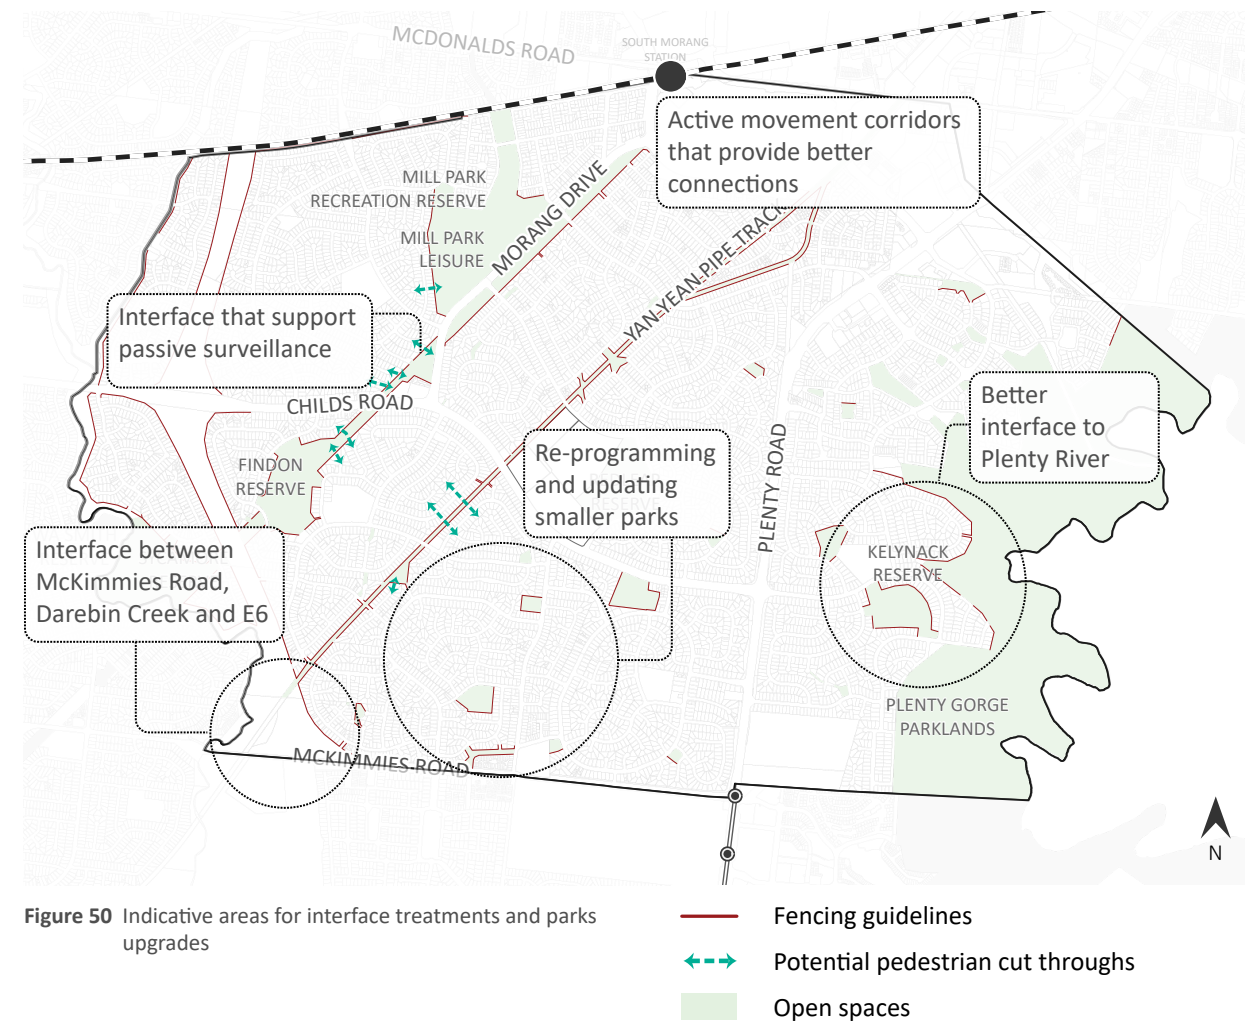 MCDONALDS ROAD
SOUTH MORANG
STATION
Active movement corridors
that provide better
connections
MILL PARK
RECREATION RESERVE
MORANG DRIVE
MILL PARK
LEISURE
YAN YEAN PIPE TRACK
Interface that support
passive surveillance
CHILDS ROAD
Better
interface to
Plenty River
PLENTY ROAD
Re-programming
and updating
smaller parks
FINDON
RESERVE
Interface between
McKimmies Road,
Darebin Creek and E6
KELYNACK
RESERVE
PLENTY GORGE
PARKLANDS
MCKIMMIES ROAD
N
Figure 50 Indicative areas for interface treatments and parks
upgrades
Fencing guidelines
Potential pedestrian cut throughs
Open spaces